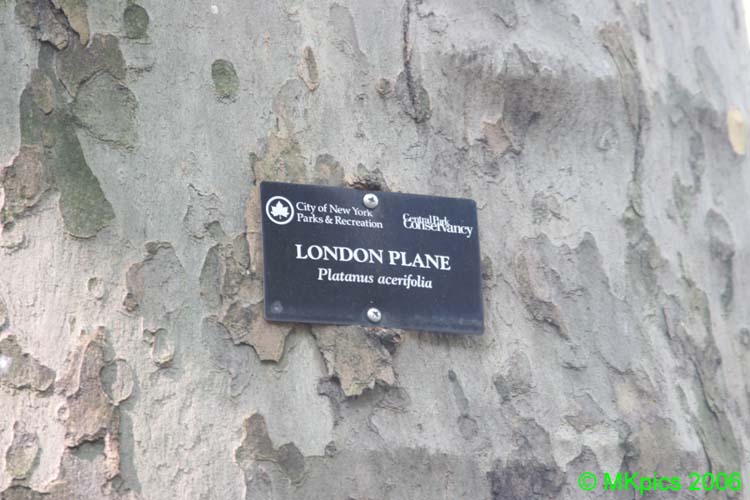 City of New York
Parks & Recreation
Central Park
Conservancy
LONDON PLANE
Platanus acerifolia
© MKpics 2006